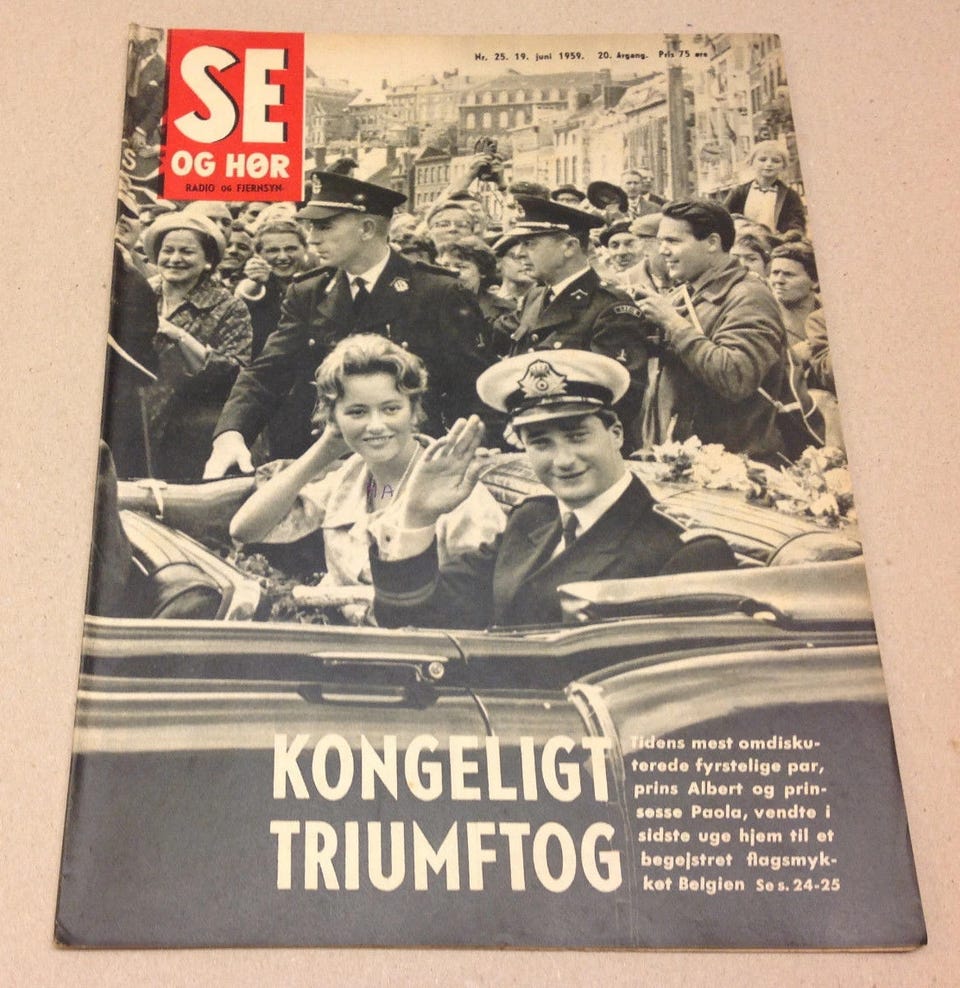 SE
OG HØR
RADIO OG FJERNSYN
Nr. 25. 19. juni 1959. 20. Årgang. Pris 75 øre
KONGELIGT
TRIUMFTOG
Tidens mest omdisku-
terede fyrstelige par,
prins Albert og prin-
sesse Paola, vendte i
sidste uge hjem til et
begejstret flagsmyk-
ket Belgien Se s. 24-25